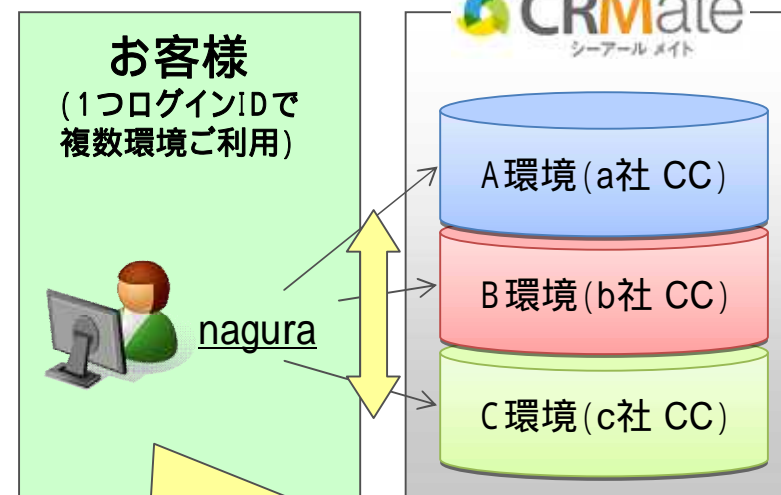 お客様
(1つログインIDで
複数環境ご利用)
nagura
CRMate
シーアール メイト
A環境(a社 CC)
B環境(b社 CC)
C環境(c社 CC)